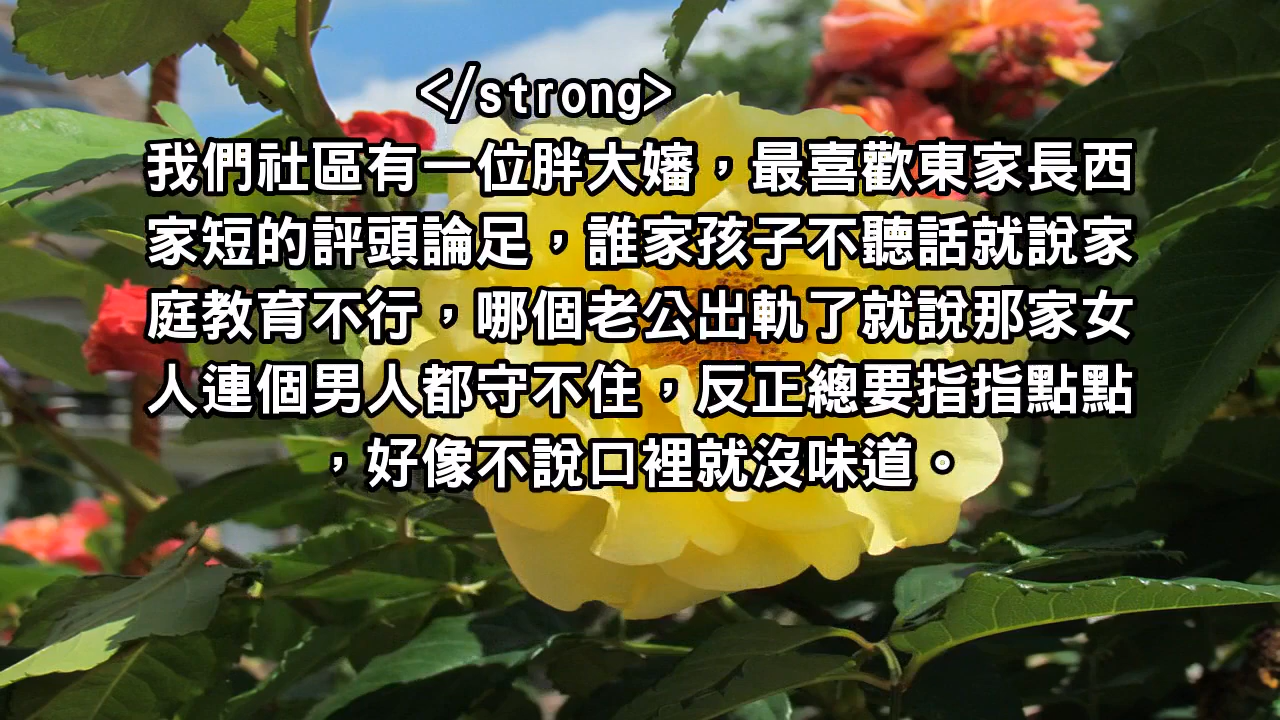 </strong>
我們社區有一位胖大嬸，最喜歡東家長西
家短的評頭論足，誰家孩子不聽話就說家
庭教育不行，哪個老公出軌了就說那家女
人連個男人都守不住，反正總要指指點點
，好像不說口裡就沒味道。